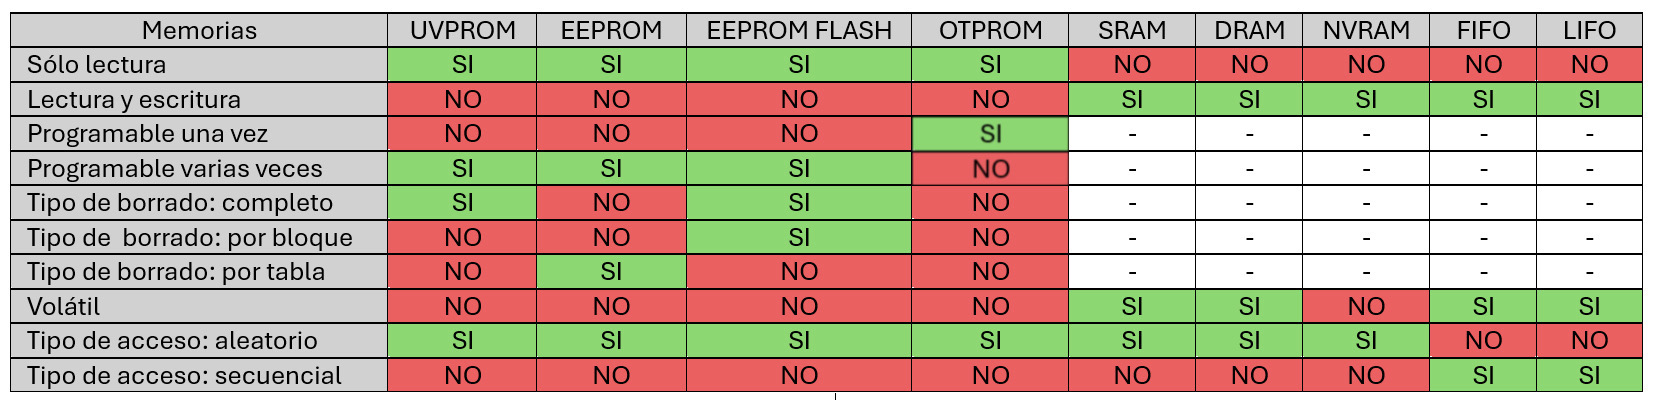 Memorias UVPROM EEPROM EEPROM FLASH OTPROM SRAM DRAM NVRAM FIFO LIFO
Sólo lectura SI SI SI SI NO NO NO NO NO
Lectura y escritura NO NO NO NO SI SI SI SI SI
Programable una vez NO NO NO SI - - - - -
Programable varias veces SI SI SI NO - - - - -
Tipo de borrado: completo SI NO SI NO - - - - -
Tipo de borrado: por bloque NO NO SI NO - - - - -
Tipo de borrado: por tabla NO SI NO NO - - - - -
Volátil NO NO NO NO SI SI NO SI SI
Tipo de acceso: aleatorio SI SI SI SI SI SI SI NO NO
Tipo de acceso: secuencial NO NO NO NO NO NO NO SI SI